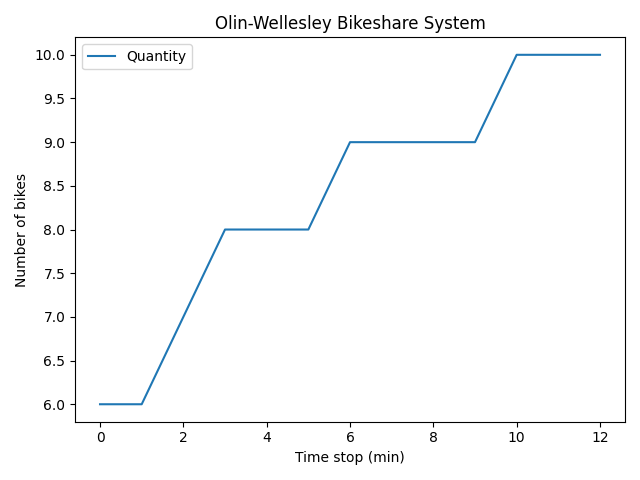 Olin-Wellesley Bikeshare System
Quantity
Number of bikes
10.0
9.5
9.0
8.5
8.0
7.5
7.0
6.5
6.0
0 2 4 6 8 10 12
Time stop (min)